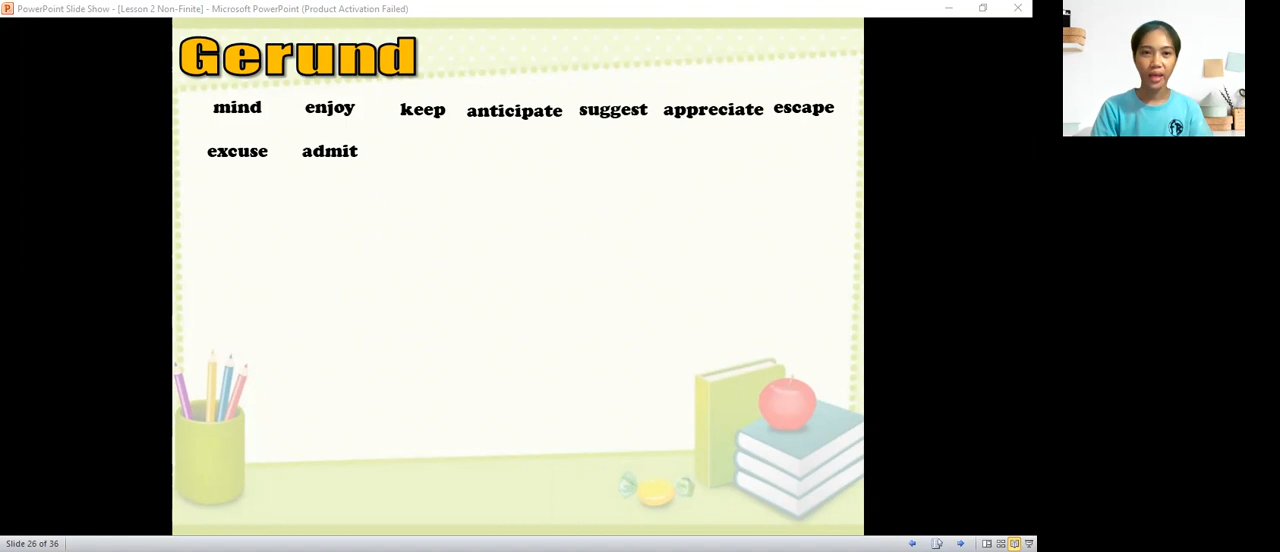 PowerPoint Slide Show - [Lesson 2 Non-Finite] - Microsoft PowerPoint (Product Activation Failed)
Gerund
mind enjoy keep anticipate suggest appreciate escape
excuse admit
Slide 26 of 36